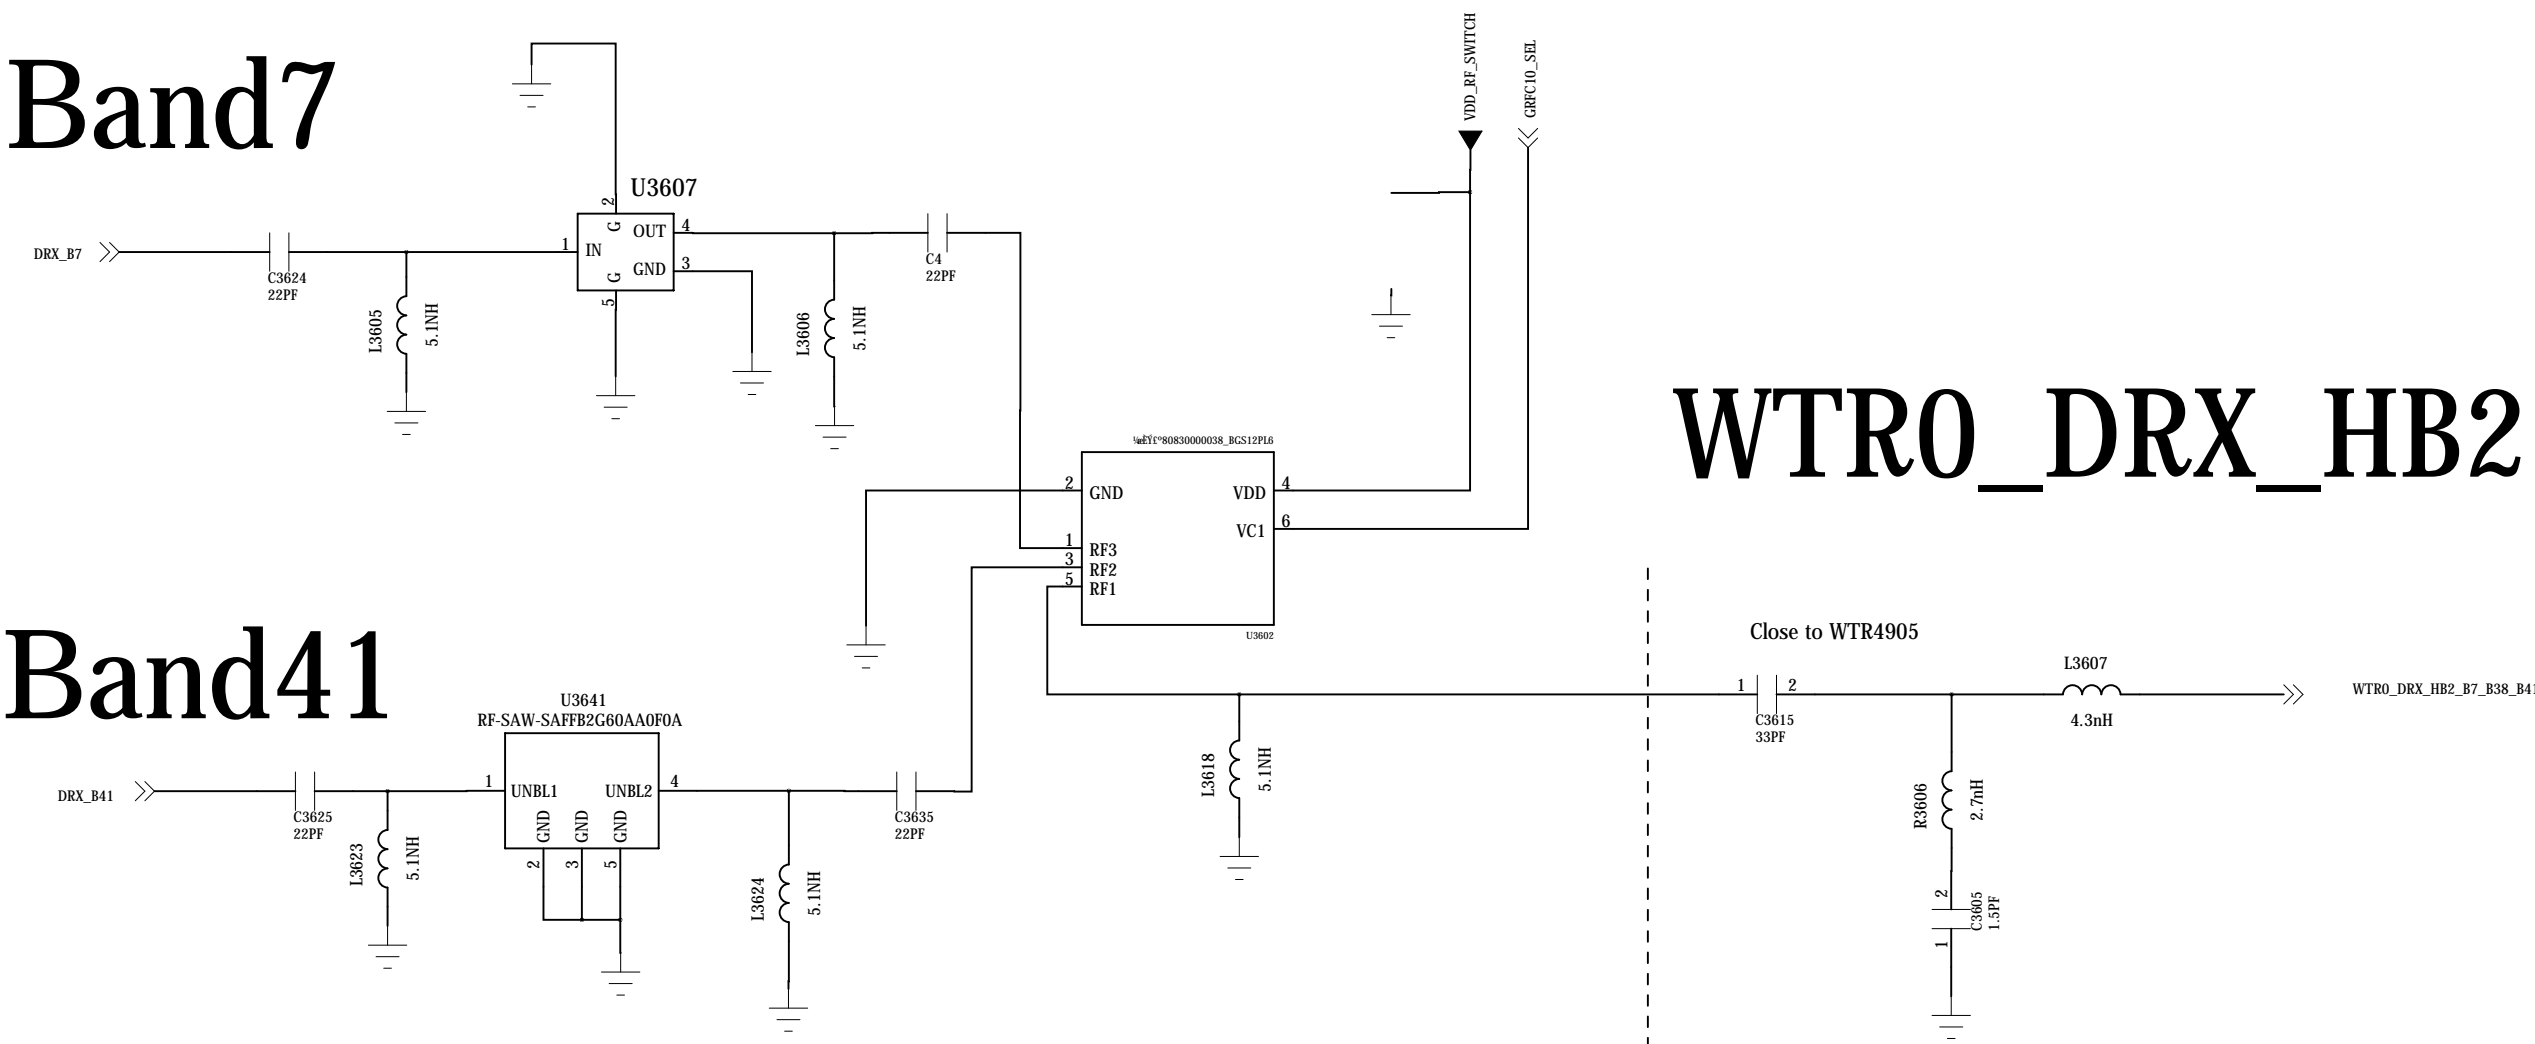 Band7
VDD_RF_SWITCH
GRFC10_SEL
U3607
2
G
OUT
4
1
IN
DRX_B7
GND
3
G
5
C3624
22PF
C4
22PF
L3605
5.1NH
L3606
5.1NH
WTR0_DRX_HB2
80830000038_BGS12PL6
2
GND
VDD
4
VC1
6
1
RF3
3
RF2
5
RF1
U3602
Band41
Close to WTR4905
U3641
RF-SAW-SAFFB2G60AA0F0A
L3607
1
2
WTR0_DRX_HB2_B7_B38_B41
C3615
33PF
4.3nH
DRX_B41
1
UNBL1
UNBL2
4
GND
GND
GND
2
3
5
C3625
22PF
C3635
22PF
L3623
5.1NH
L3624
5.1NH
L3618
5.1NH
R3606
2.7nH
2
C3605
1.5PF
1